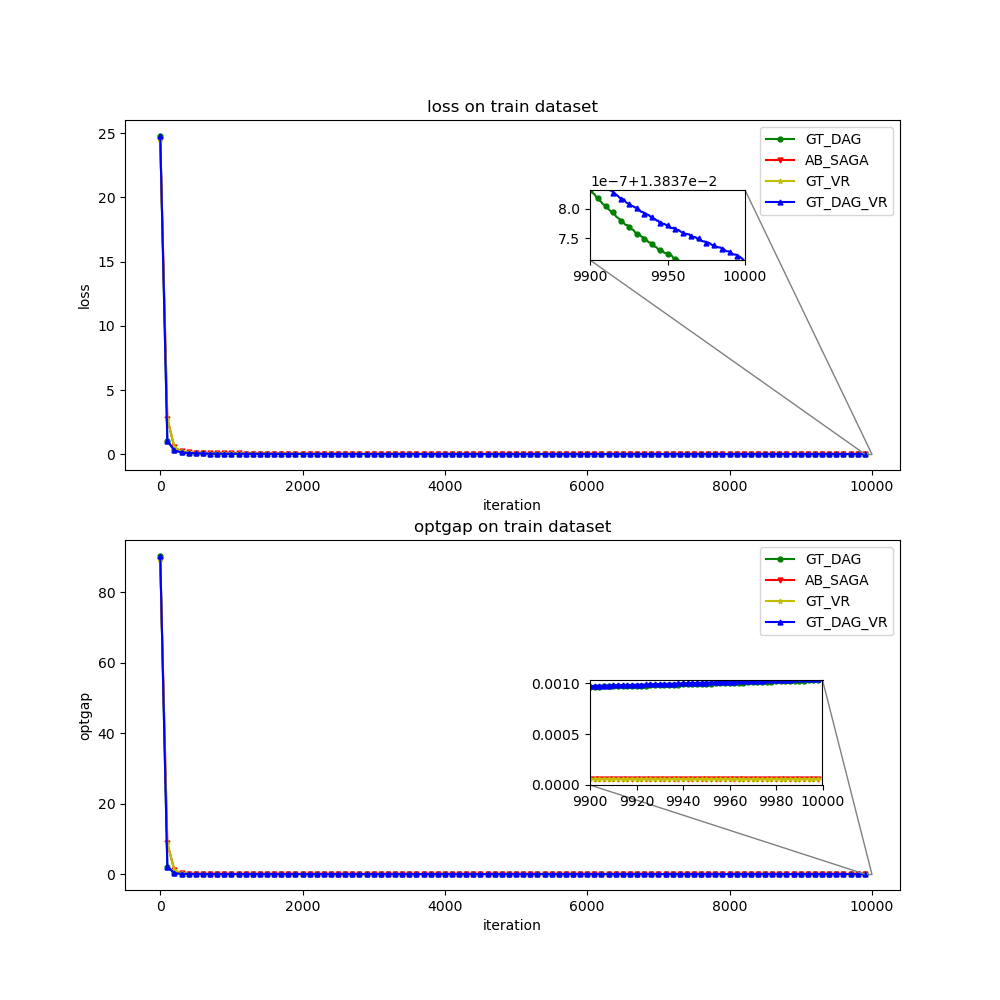 loss on train dataset
25
20
15
10
5
0
loss
GT_DAG
AB_SAGA
GT_VR
GT_DAG_VR
1e−7+1.3837e−2
8.0
7.5
9900 9950 10000
0 2000 4000 6000 8000 10000
iteration
optgap on train dataset
80
60
40
20
0
optgap
GT_DAG
AB_SAGA
GT_VR
GT_DAG_VR
0.0010
0.0005
0.0000
9900 9920 9940 9960 9980 10000
0 2000 4000 6000 8000 10000
iteration